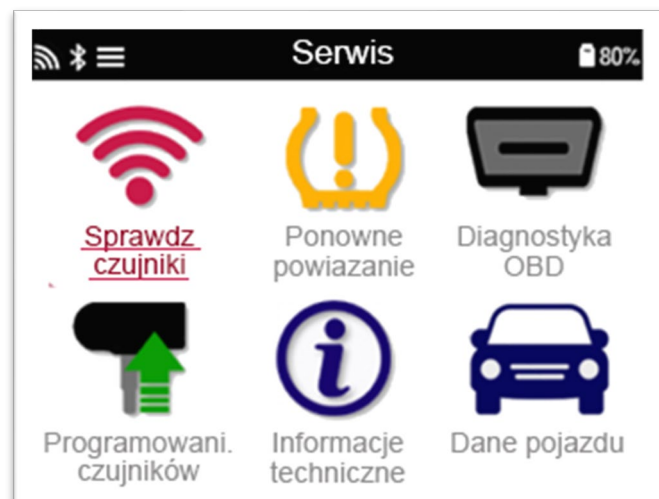 Serwis
80%
Sprawdz
czujniki
Ponowne
powiazanie
Diagnostyka
OBD
Programowani.
czujników
Informacje
techniczne
Dane pojazdu